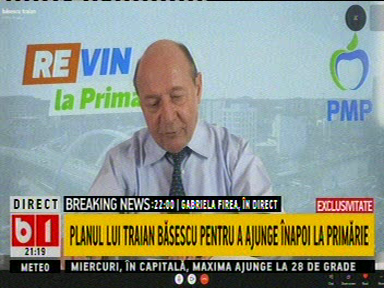 băsescu traian
REVIN
la Prima
PMP
DIRECT
BREAKING NEWS
22:00 | GABRIELA FIREA, ÎN DIRECT
EXCLUSIVITATE
b1
PLANUL LUI TRAIAN BĂSESCU PENTRU A AJUNGE ÎNAPOI LA PRIMĂRIE
21:19
METEO
MIERCURI, ÎN CAPITALĂ, MAXIMA AJUNGE LA 28 DE GRADE